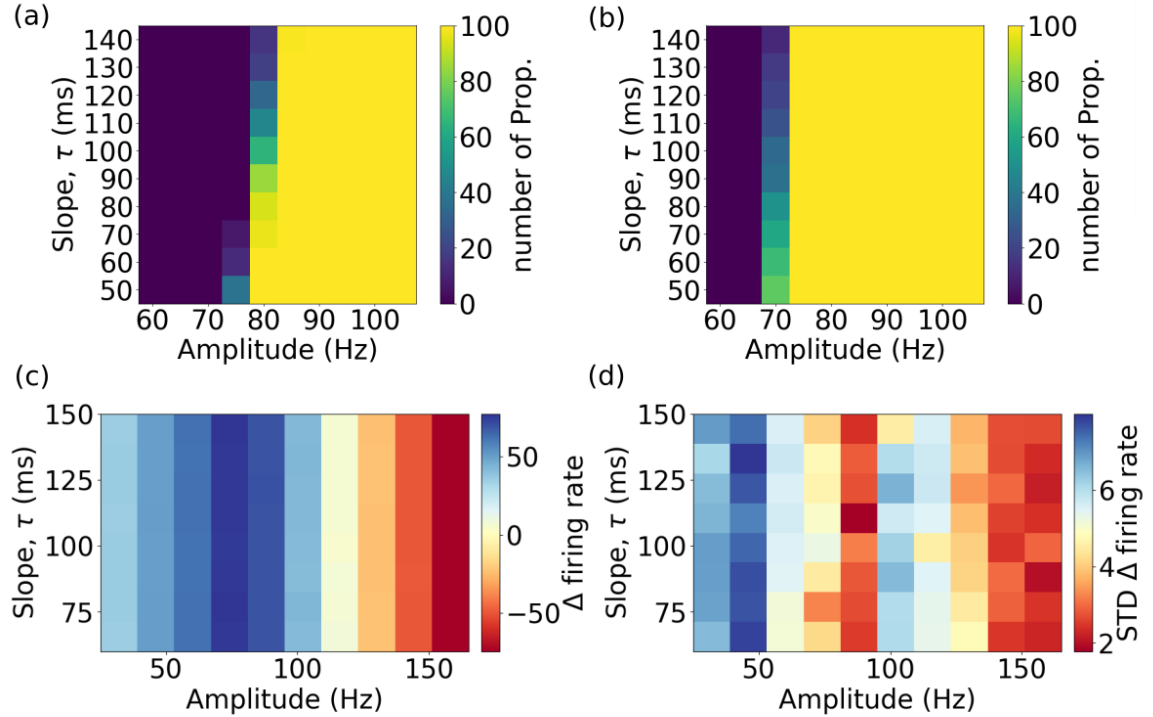 (a)
140
130
120
110
100
90
80
70
60
50
Slope, τ (ms)
60 70 80 90 100
Amplitude (Hz)
100
80
60
40
20
0
number of Prop.
(b)
140
130
120
110
100
90
80
70
60
50
Slope, τ (ms)
60 70 80 90 100
Amplitude (Hz)
100
80
60
40
20
0
number of Prop.
(c)
150
125
100
75
Slope, τ (ms)
50 100 150
Amplitude (Hz)
50
0
−50
Δ firing rate
(d)
150
125
100
75
Slope, τ (ms)
50 100 150
Amplitude (Hz)
6
4
2
STD Δ firing rate